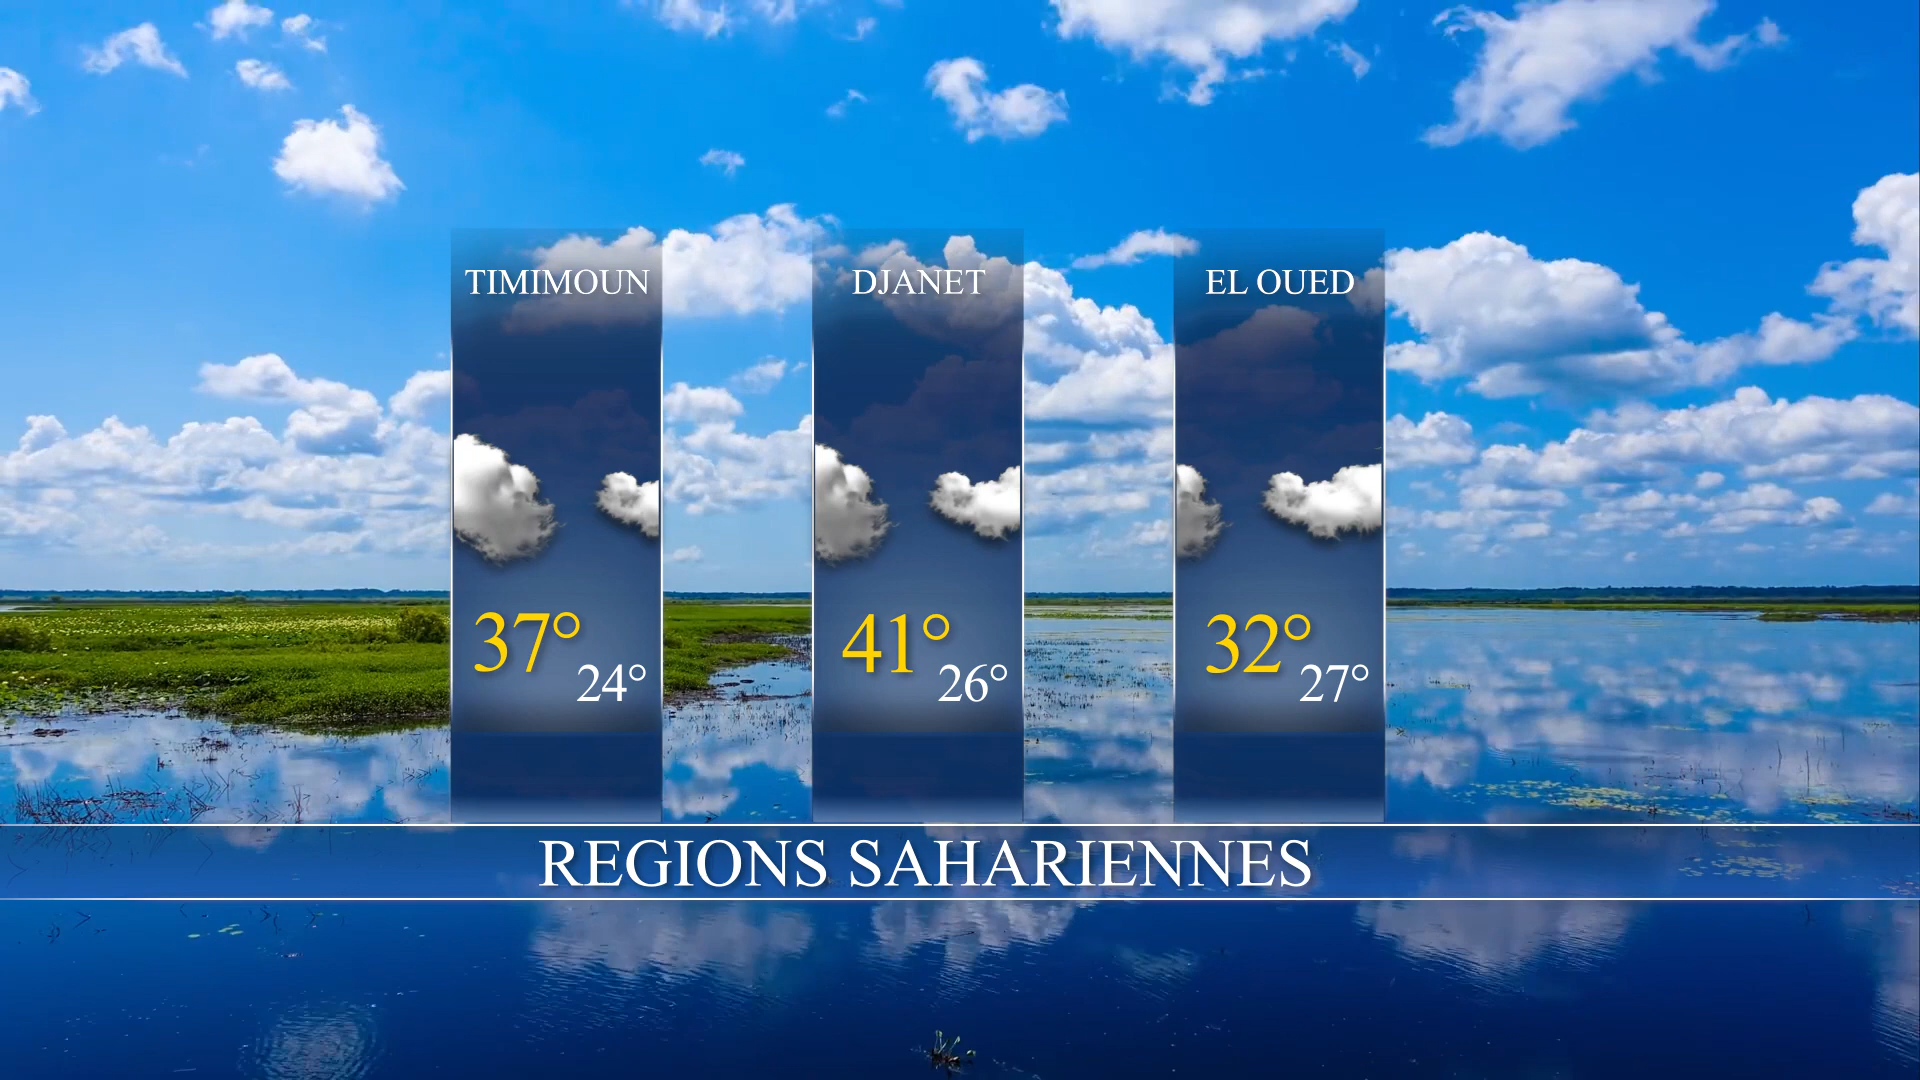 TIMIMOUN
37°
24°
DJANET
41°
26°
EL OUED
32°
27°
REGIONS SAHARIENNES